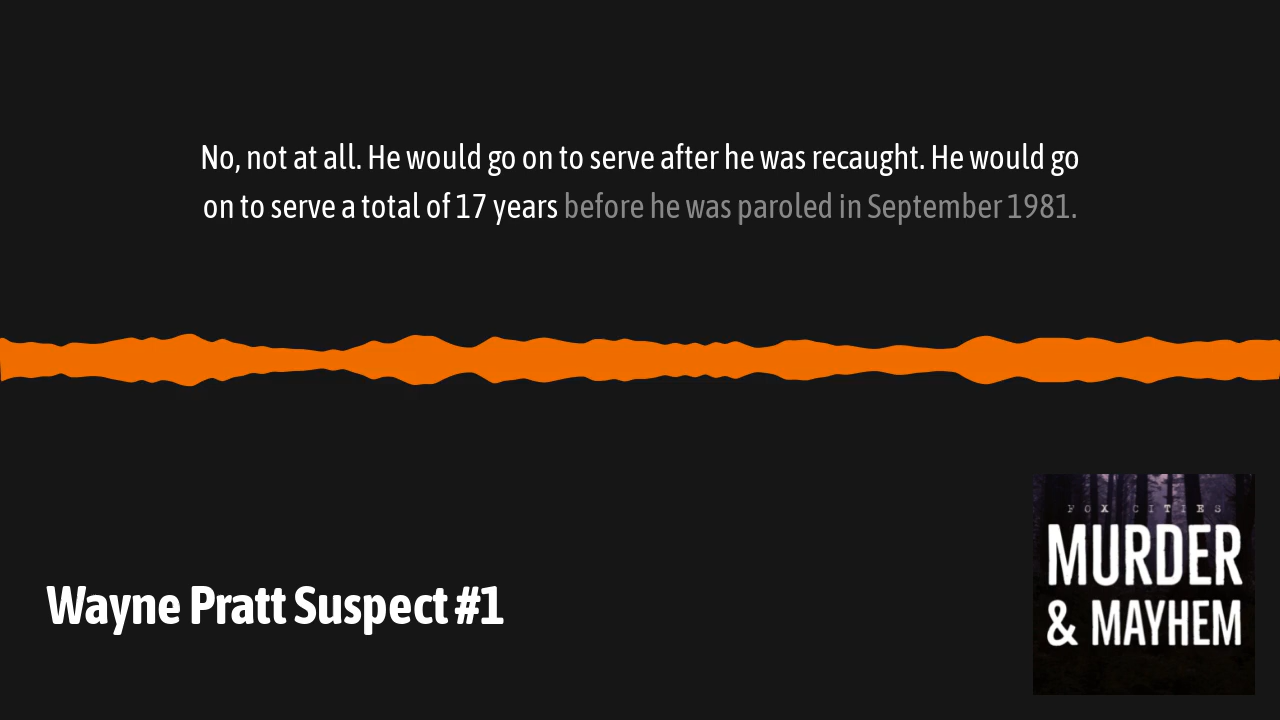 No, not at all. He would go on to serve after he was recaught. He would go
on to serve a total of 17 years before he was paroled in September 1981.
FOX CITIES
MURDER
& MAYHEM
Wayne Pratt Suspect #1